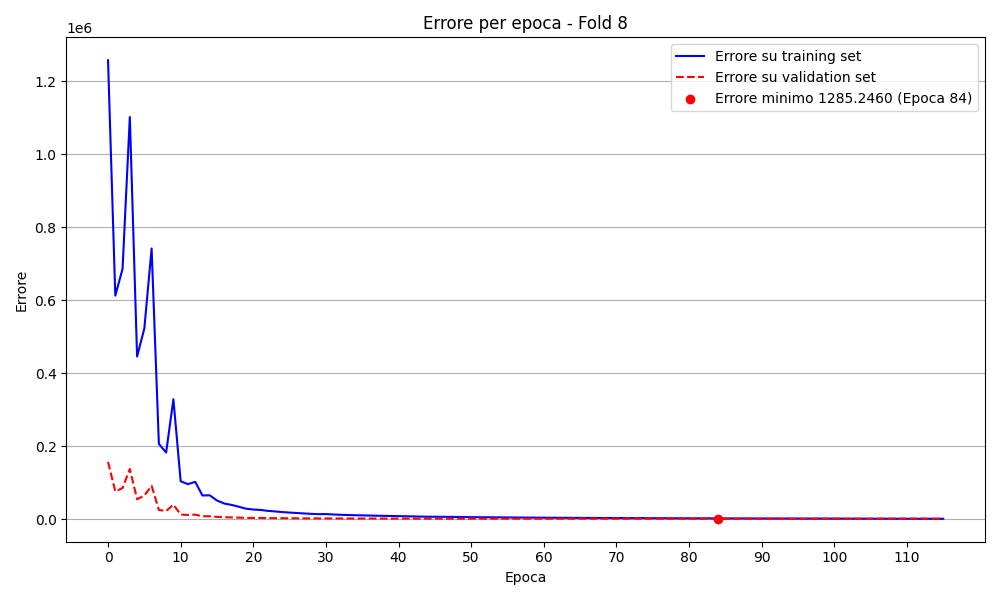 Errore per epoca - Fold 8
1e6
Errore su training set
Errore su validation set
Errore minimo 1285.2460 (Epoca 84)
1.2
1.0
0.8
0.6
0.4
0.2
0.0
Errore
0 10 20 30 40 50 60 70 80 90 100 110
Epoca